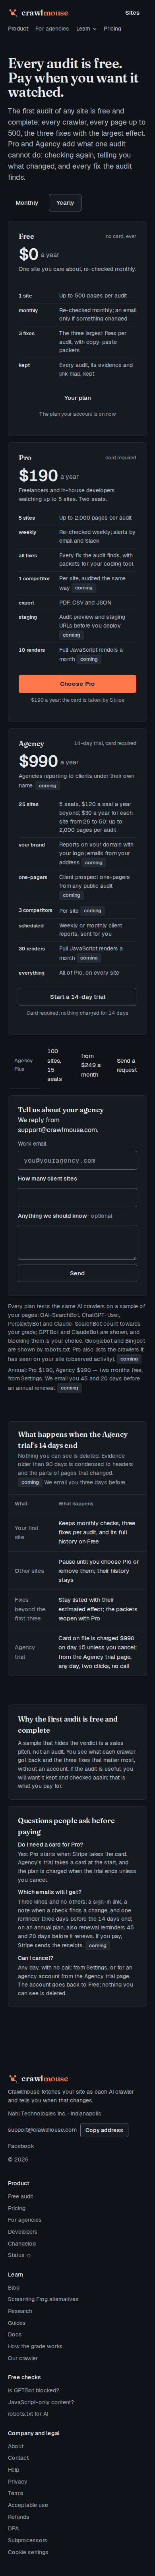 crawlmouse
Sites
Product
For agencies
Learn
Pricing
Every audit is free.
Pay when you want it
watched.
The first audit of any site is free and
complete: every crawler, every page up to
500, the three fixes with the largest effect.
Pro and Agency add what one audit
cannot do: checking again, telling you
what changed, and every fix the audit
finds.
Monthly
Yearly
Free
no card, ever
$0 a year
One site you care about, re-checked monthly.
1 site
Up to 500 pages per audit
monthly
Re-checked monthly; an email
only if something changed
3 fixes
The three largest fixes per
audit, with copy-paste
packets
kept
Every audit, its evidence and
link map, kept
Your plan
The plan your account is on now
Pro
card required
$190 a year
Freelancers and in-house developers
watching up to 5 sites. Two seats.
5 sites
Up to 2,000 pages per audit
weekly
Re-checked weekly; alerts by
email and Slack
all fixes
Every fix the audit finds, with
packets for your coding tool
1 competitor
Per site, audited the same
way coming
export
PDF, CSV and JSON
staging
Audit preview and staging
URLs before you deploy
coming
10 renders
Full JavaScript renders a
month coming
Choose Pro
$190 a year; the card is taken by Stripe
Agency
14-day trial, card required
$990 a year
Agencies reporting to clients under their own
name. coming
25 sites
5 seats, $120 a seat a year
beyond; $30 a year for each
site from 26 to 50; up to
2,000 pages per audit
your brand
Reports on your domain with
your logo; emails from your
address coming
one-pagers
Client prospect one-pagers
from any public audit
coming
3 competitors
Per site coming
scheduled
Weekly or monthly client
reports, sent for you
30 renders
Full JavaScript renders a
month coming
everything
All of Pro, on every site
Start a 14-day trial
Card required; nothing charged for 14 days
Agency
Plus
100
sites,
15
seats
from
$249 a
month
Send a
request
Tell us about your agency
We reply from
support@crawlmouse.com.
Work email
you@youragency.com
How many client sites
Anything we should know · optional
Send
Every plan tests the same AI crawlers on a sample of
your pages: OAI-SearchBot, ChatGPT-User,
PerplexityBot and Claude-SearchBot count towards
your grade; GPTBot and ClaudeBot are shown, and
blocking them is your choice. Googlebot and Bingbot
are shown by robots.txt. Pro also lists the crawlers it
has seen on your site (observed activity). coming
Annual: Pro $190, Agency $990 — two months free,
from Settings. We email you 45 and 20 days before
an annual renewal. coming
What happens when the Agency
trial's 14 days end
Nothing you can see is deleted. Evidence
older than 90 days is condensed to headers
and the parts of pages that changed.
coming. We email you three days before.
What
What happens
Your first
site
Keeps monthly checks, three
fixes per audit, and its full
history on Free
Other sites
Pause until you choose Pro or
remove them; their history
stays
Fixes
beyond the
first three
Stay listed with their
estimated effect; the packets
reopen with Pro
Agency
trial
Card on file is charged $990
on day 15 unless you cancel;
from the Agency trial page,
any day, two clicks, no call
Why the first audit is free and
complete
A sample that hides the verdict is a sales
pitch, not an audit. You see what each crawler
got back and the three fixes that matter most,
without an account. If the audit is useful, you
will want it kept and checked again; that is
what you pay for.
Questions people ask before
paying
Do I need a card for Pro?
Yes: Pro starts when Stripe takes the card.
Agency's trial takes a card at the start, and
the plan is charged when the trial ends unless
you cancel.
Which emails will I get?
Three kinds and no others: a sign-in link, a
note when a check finds a change, and one
reminder three days before the 14 days end;
on an annual plan, also renewal reminders 45
and 20 days before it renews. If you pay,
Stripe sends the receipts. coming
Can I cancel?
Any day, with no call: from Settings, or for an
agency account from the Agency trial page.
The account goes back to Free; nothing you
can see is deleted.
crawlmouse
Crawlmouse fetches your site as each AI crawler
and tells you when that changes.
Nahi Technologies Inc. · Indianapolis
support@crawlmouse.com
Copy address
Facebook
© 2026
Product
Free audit
Pricing
For agencies
Developers
Changelog
Status
Learn
Blog
Screaming Frog alternatives
Research
Guides
Docs
How the grade works
Our crawler
Free checks
Is GPTBot blocked?
JavaScript-only content?
robots.txt for AI
Company and legal
About
Contact
Help
Privacy
Terms
Acceptable use
Refunds
DPA
Subprocessors
Cookie settings